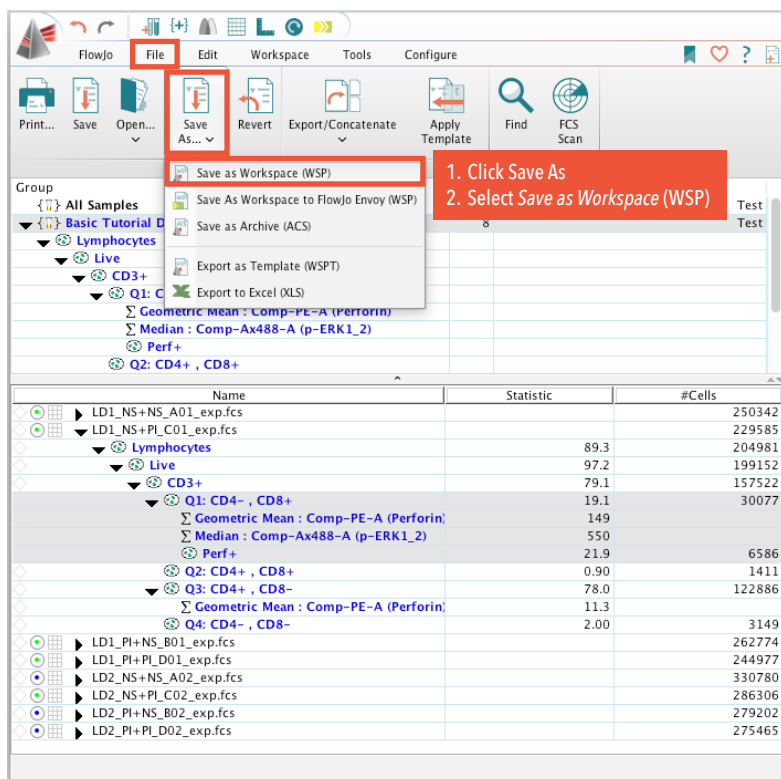 FlowJo File Edit Workspace Tools Configure
Print... Save Open... Save As... Revert Export/Concatenate Apply Template Find FCS Scan
Save as Workspace (WSP)
Save As Workspace to FlowJo Envoy (WSP)
Save as Archive (ACS)
Export as Template (WSPT)
Export to Excel (XLS)
1. Click Save As
2. Select Save as Workspace (WSP)
Group
{ } All Samples Test
{ } Basic Tutorial D 8 Test
Lymphocytes
Live
CD3+
Q1: C
Σ Geometric Mean : Comp-PE-A (Perforin)
Σ Median : Comp-Ax488-A (p-ERK1_2)
Perf+
Q2: CD4+ , CD8+
Name Statistic #Cells
LD1_NS+NS_A01_exp.fcs 250342
LD1_NS+PI_C01_exp.fcs 229585
Lymphocytes 89.3 204981
Live 97.2 199152
CD3+ 79.1 157522
Q1: CD4- , CD8+ 19.1 30077
Σ Geometric Mean : Comp-PE-A (Perforin) 149
Σ Median : Comp-Ax488-A (p-ERK1_2) 550
Perf+ 21.9 6586
Q2: CD4+ , CD8+ 0.90 1411
Q3: CD4+ , CD8- 78.0 122886
Σ Geometric Mean : Comp-PE-A (Perforin) 11.3
Q4: CD4- , CD8- 2.00 3149
LD1_PI+NS_B01_exp.fcs 262774
LD1_PI+PI_D01_exp.fcs 244977
LD2_NS+NS_A02_exp.fcs 330780
LD2_NS+PI_C02_exp.fcs 286306
LD2_PI+NS_B02_exp.fcs 279202
LD2_PI+PI_D02_exp.fcs 275465